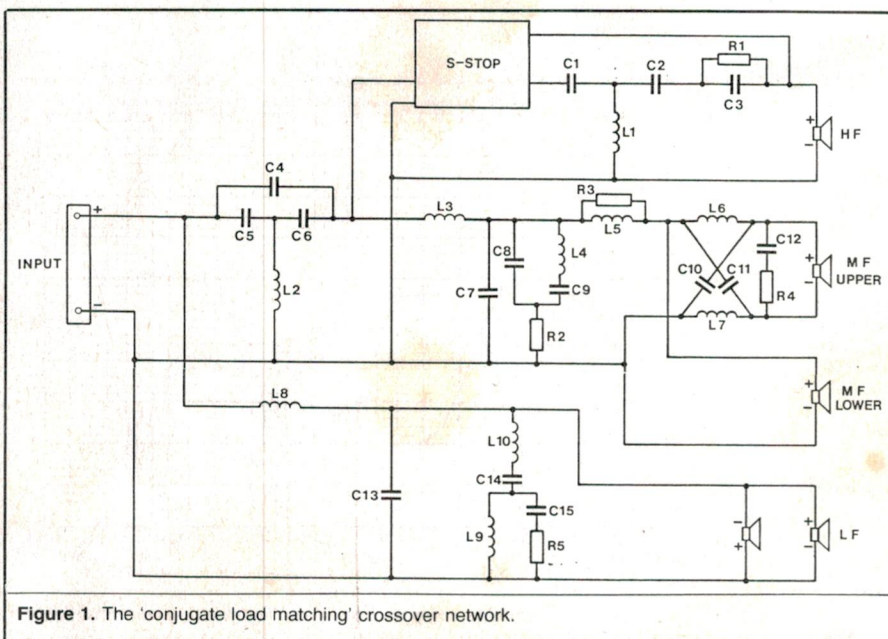 S-STOP
C1
C2
R1
C3
+
−
HF
L1
C4
C5
C6
L3
R3
L5
L6
C12
+
−
MF
UPPER
C10
C11
R4
L7
C8
L4
C9
C7
R2
INPUT
+
−
L2
+
−
MF
LOWER
L8
L10
C14
C13
C15
L9
R5
−
+
+
−
LF
Figure 1. The 'conjugate load matching' crossover network.